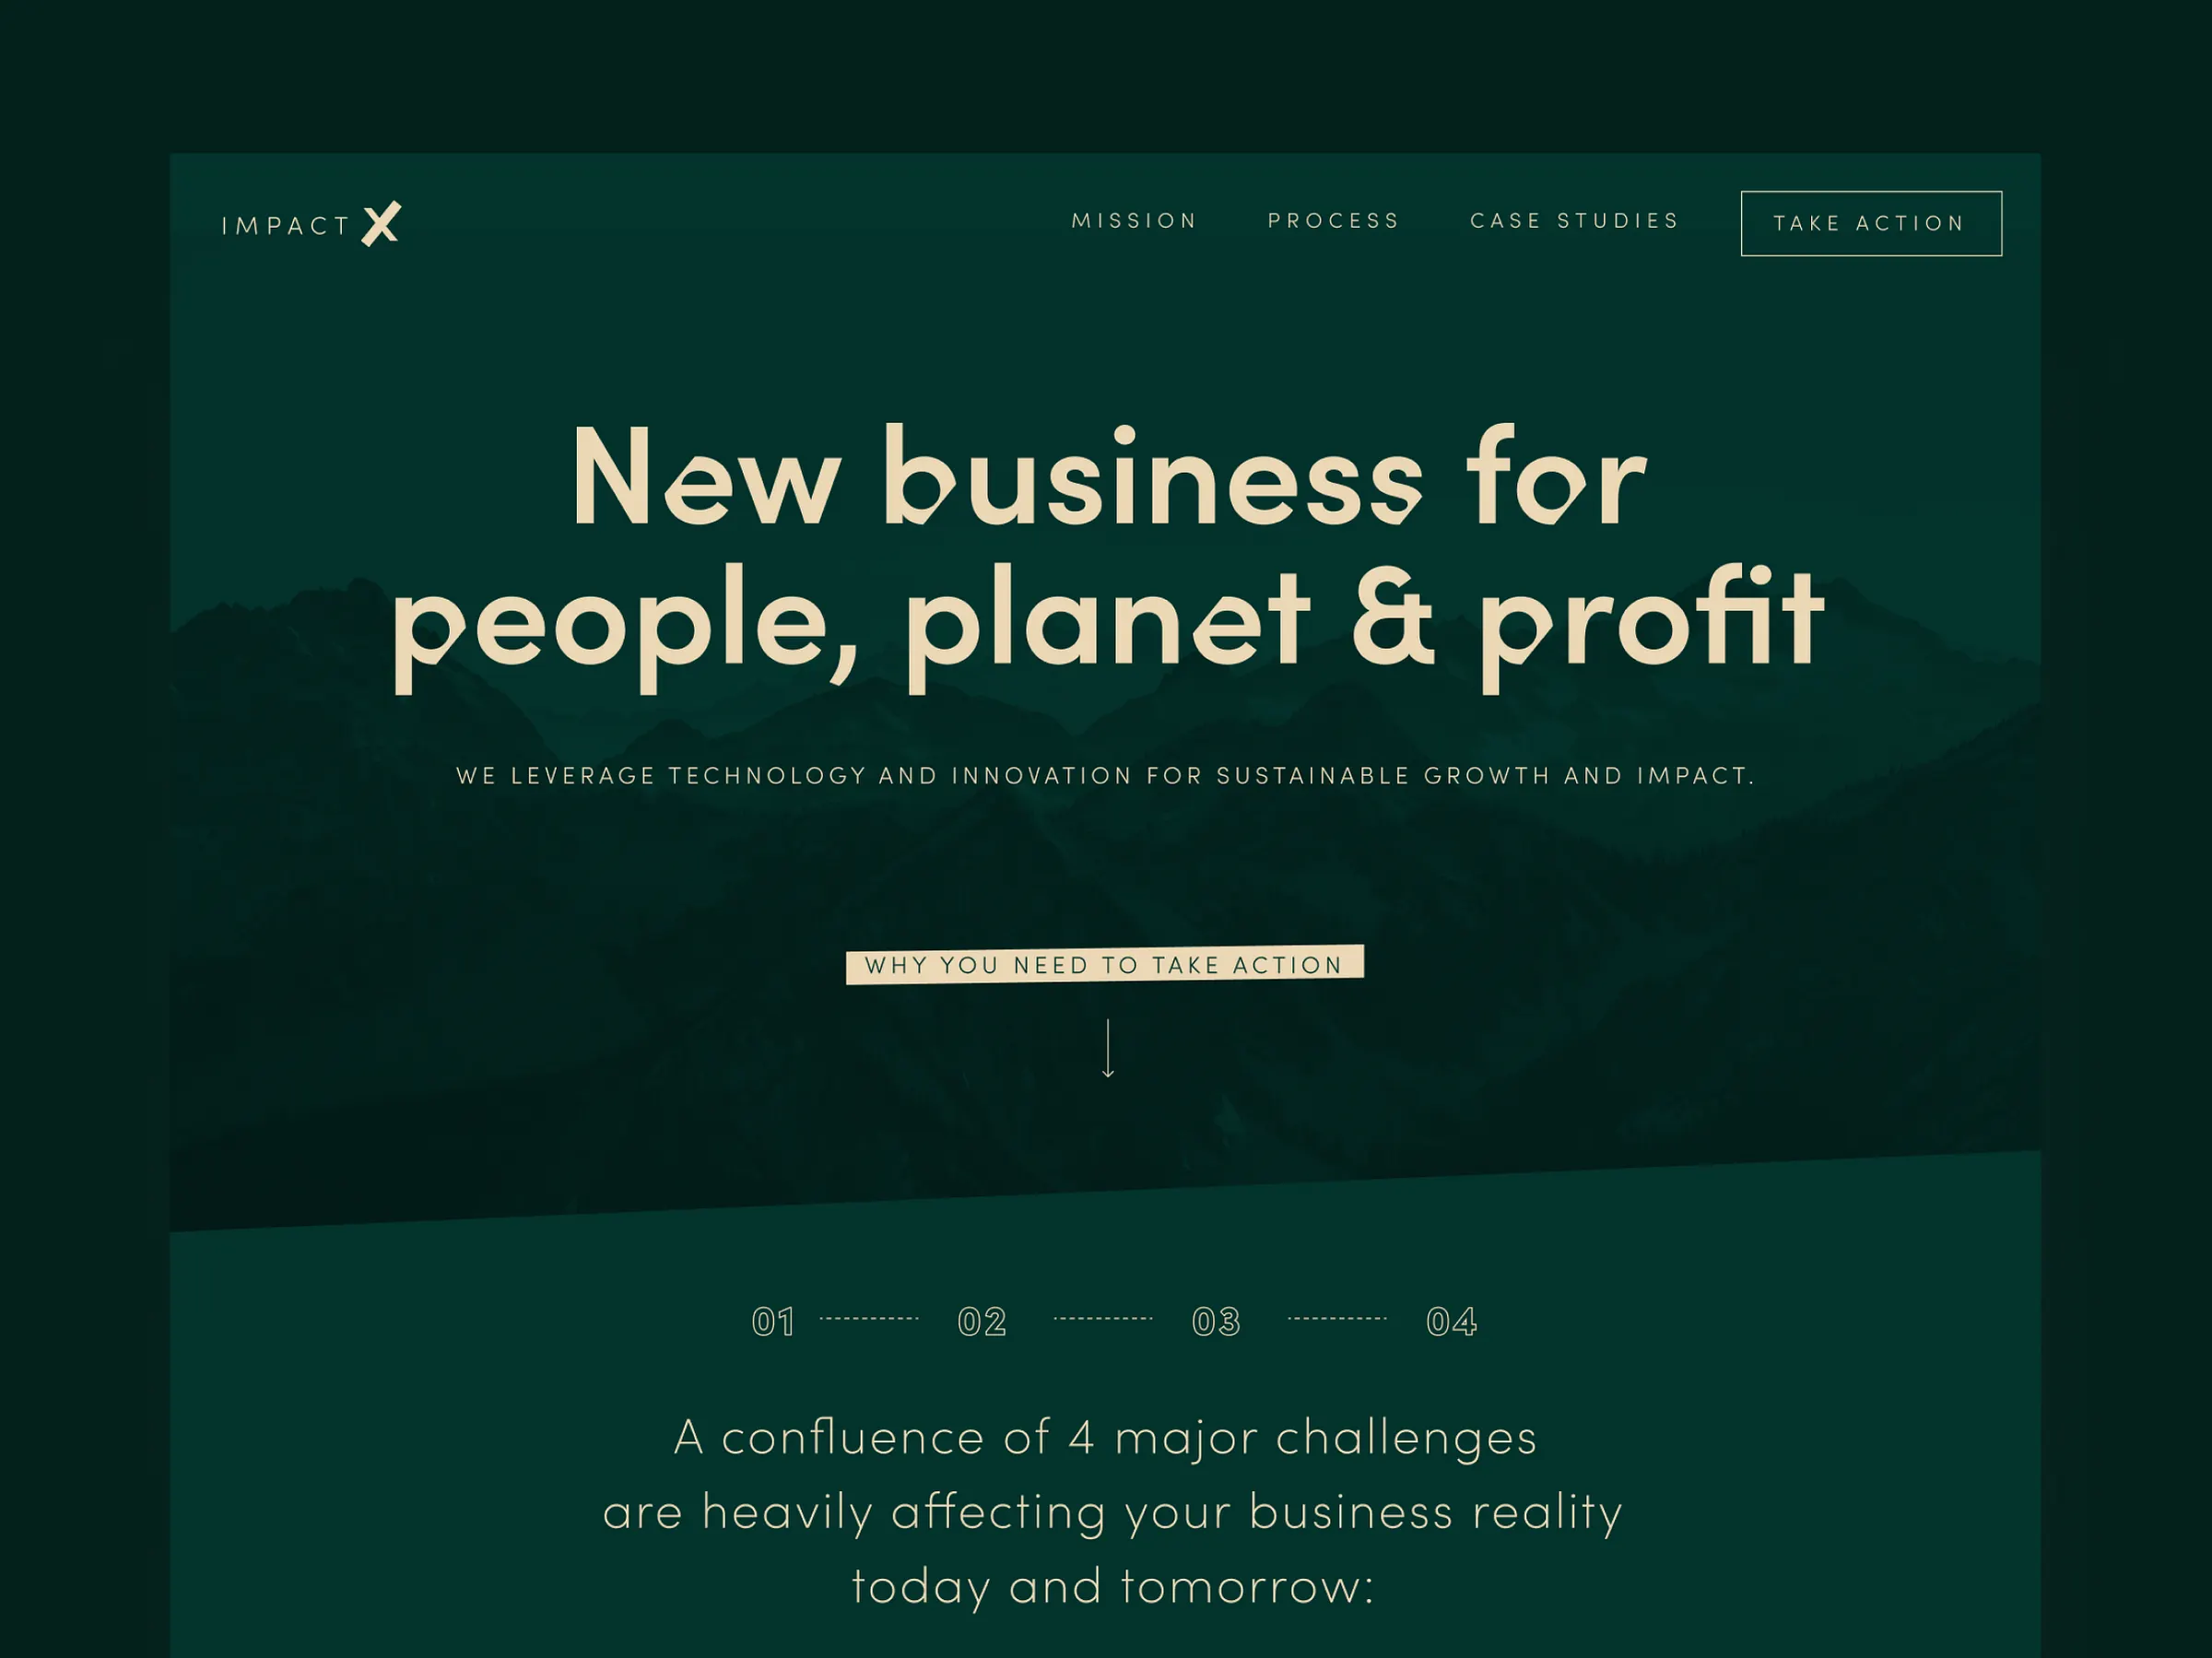 IMPACT X
MISSION PROCESS CASE STUDIES TAKE ACTION
New business for
people, planet & profit
WE LEVERAGE TECHNOLOGY AND INNOVATION FOR SUSTAINABLE GROWTH AND IMPACT.
WHY YOU NEED TO TAKE ACTION
01 02 03 04
A confluence of 4 major challenges
are heavily affecting your business reality
today and tomorrow: